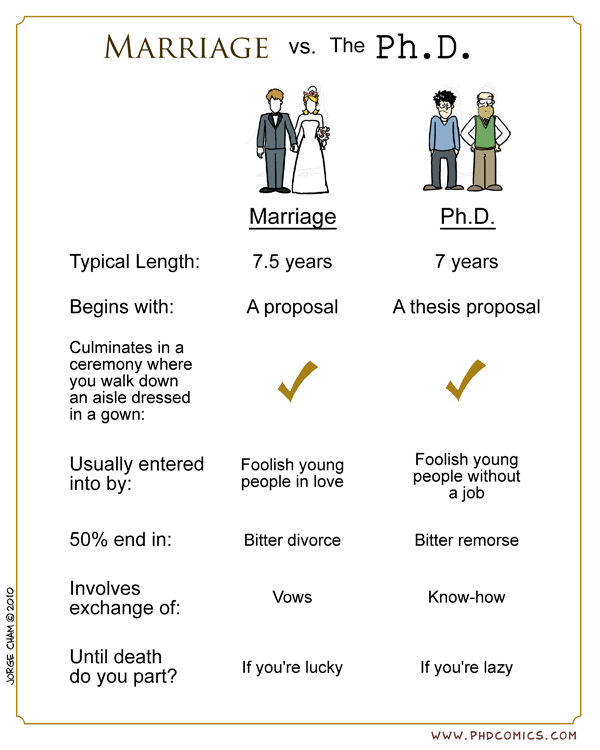 MARRIAGE vs. The Ph.D.
Marriage Ph.D.
Typical Length: 7.5 years 7 years
Begins with: A proposal A thesis proposal
Culminates in a
ceremony where
you walk down
an aisle dressed
in a gown:
Usually entered
into by:
Foolish young
people in love
Foolish young
people without
a job
50% end in: Bitter divorce Bitter remorse
Involves
exchange of:
Vows Know-how
Until death
do you part?
If you're lucky If you're lazy
JORGE CHAM © 2010
WWW.PHDCOMICS.COM